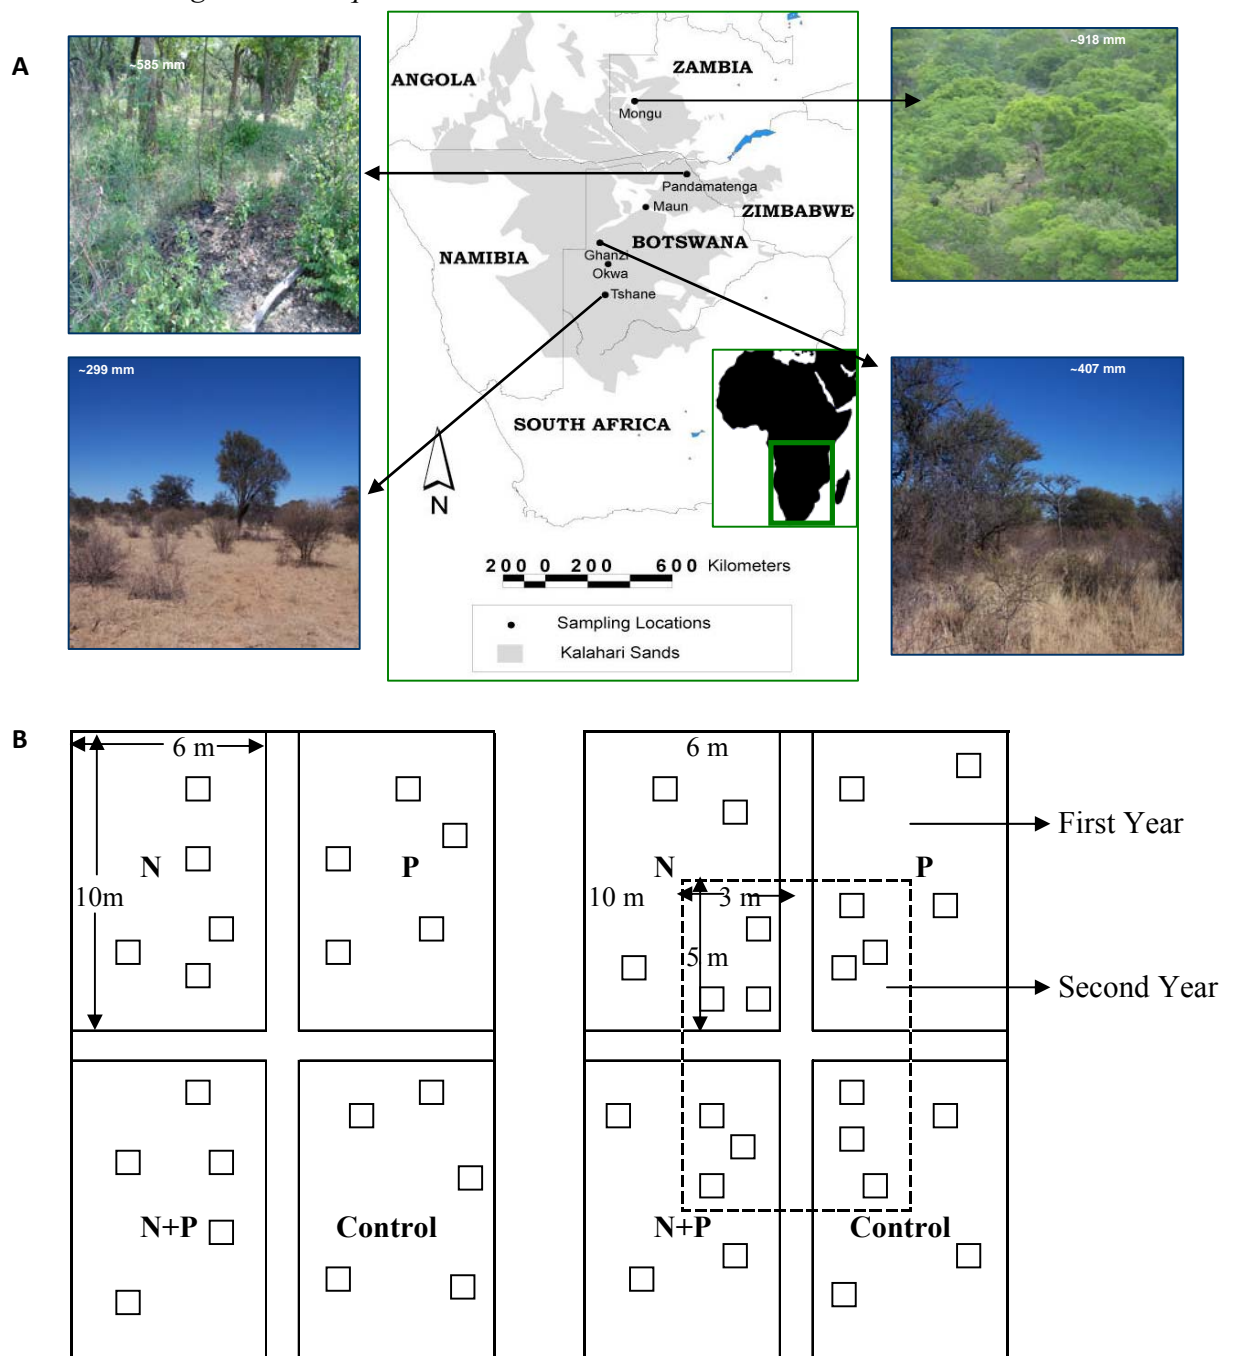 A
~585 mm
~918 mm
ANGOLA
ZAMBIA
Mongu
Pandamatenga
Maun
ZIMBABWE
BOTSWANA
Ghanzi
NAMIBIA
Okwa
Tshane
~299 mm
~407 mm
SOUTH AFRICA
N
200 0 200 600 Kilometers
Sampling Locations
Kalahari Sands
B
6 m
10m
N
P
N+P
Control
6 m
First Year
N
P
10 m
3 m
5 m
Second Year
N+P
Control